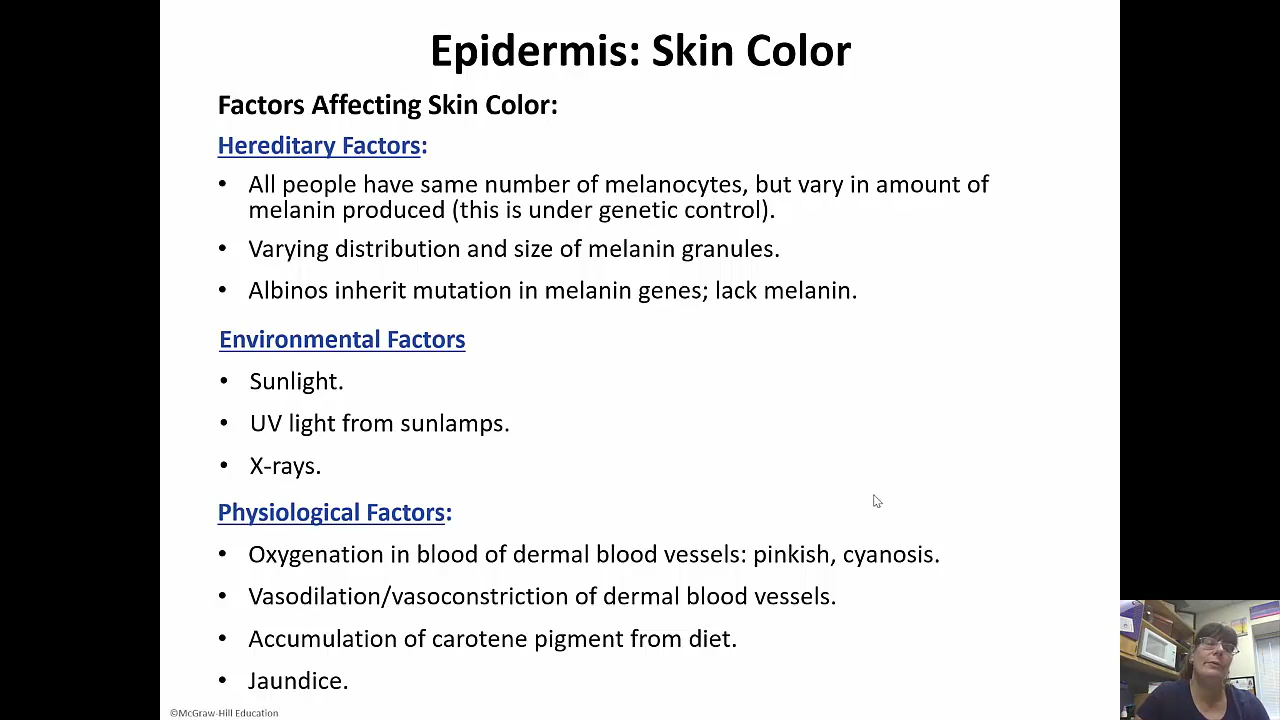 Epidermis: Skin Color
Factors Affecting Skin Color:
Hereditary Factors:
• All people have same number of melanocytes, but vary in amount of
melanin produced (this is under genetic control).
• Varying distribution and size of melanin granules.
• Albinos inherit mutation in melanin genes; lack melanin.
Environmental Factors
• Sunlight.
• UV light from sunlamps.
• X-rays.
Physiological Factors:
• Oxygenation in blood of dermal blood vessels: pinkish, cyanosis.
• Vasodilation/vasoconstriction of dermal blood vessels.
• Accumulation of carotene pigment from diet.
• Jaundice.
©McGraw-Hill Education